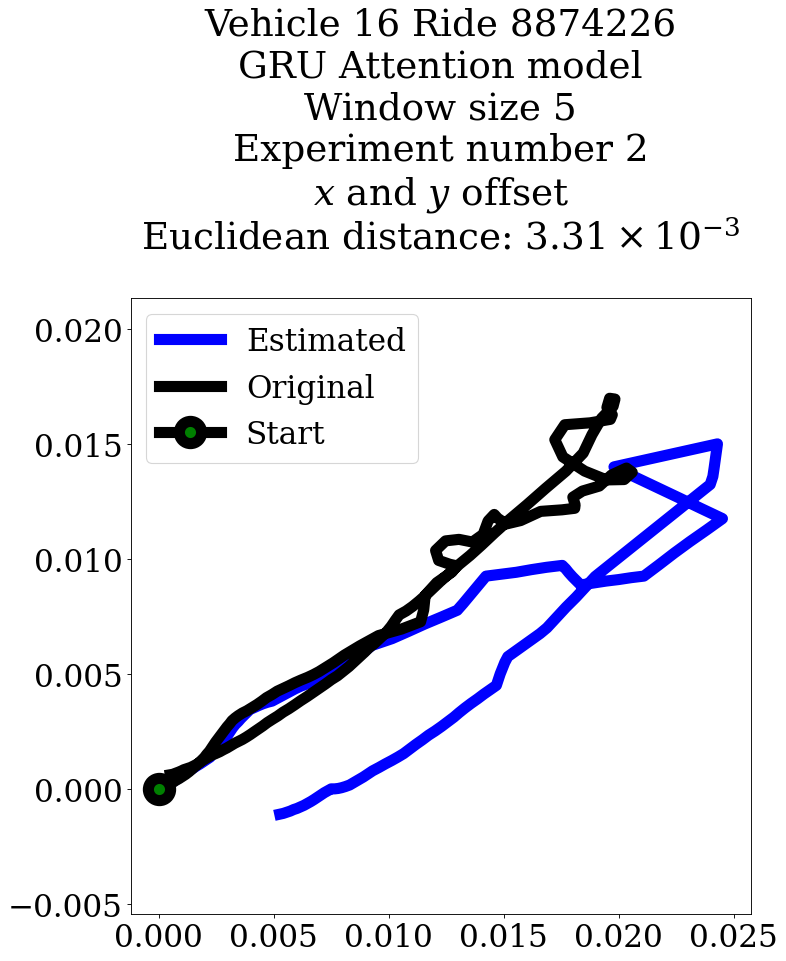 Vehicle 16 Ride 8874226
GRU Attention model
Window size 5
Experiment number 2
x and y offset
Euclidean distance: 3.31 × 10⁻³
Estimated
Original
Start
0.020
0.015
0.010
0.005
0.000
−0.005
0.000 0.005 0.010 0.015 0.020 0.025